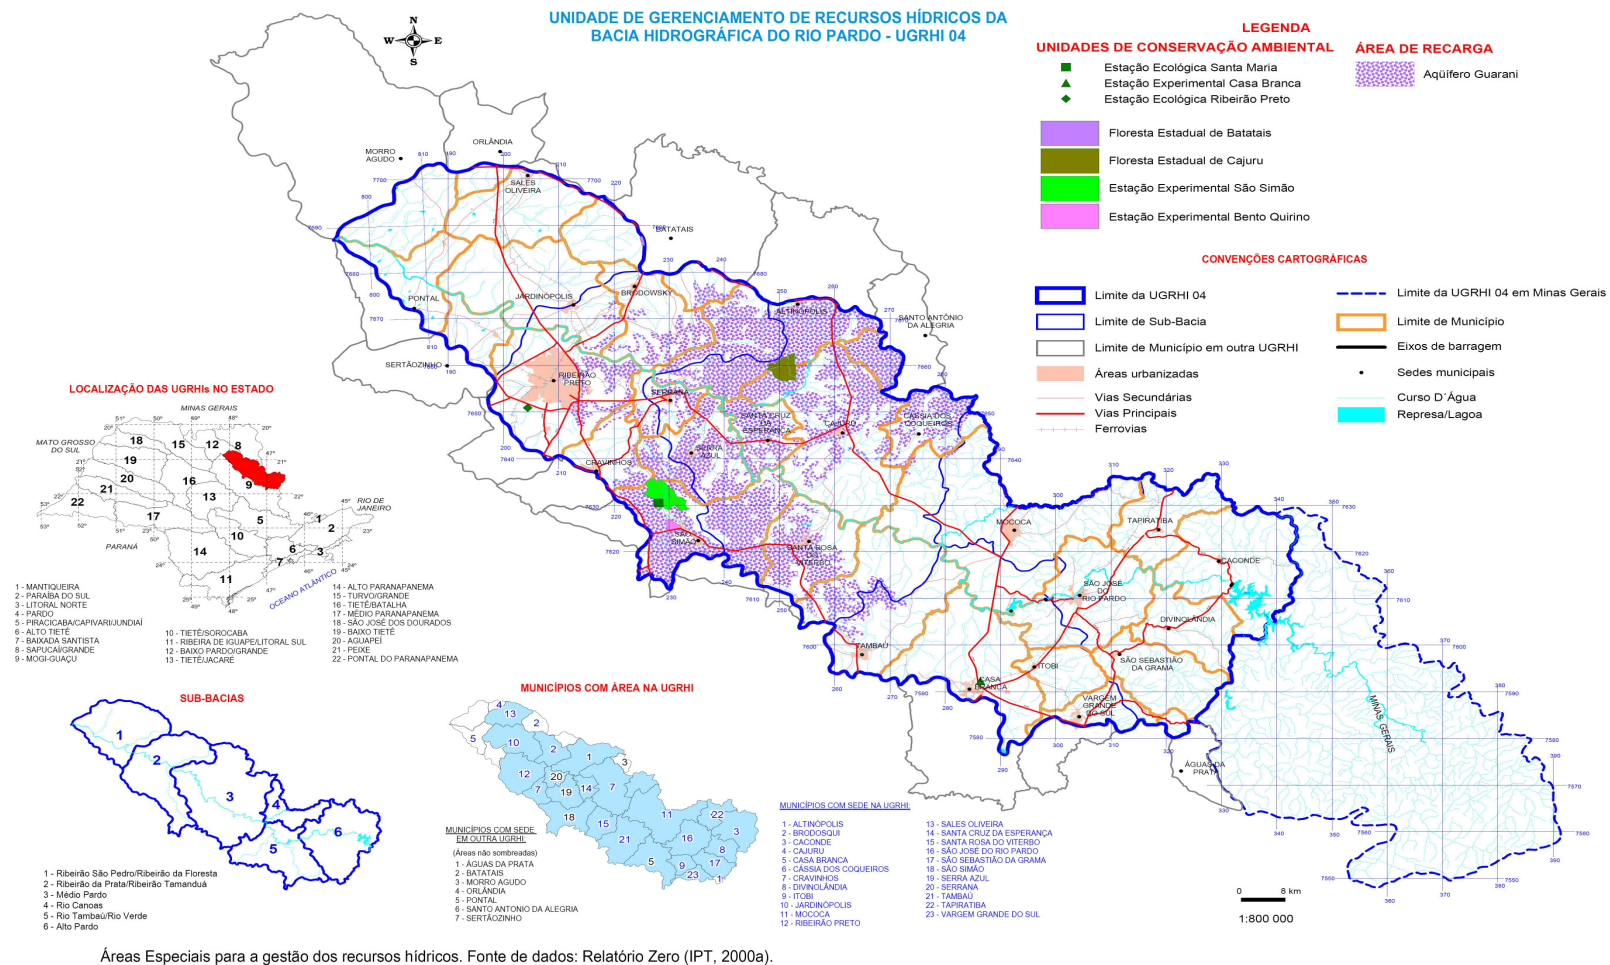 UNIDADE DE GERENCIAMENTO DE RECURSOS HÍDRICOS DA
BACIA HIDROGRÁFICA DO RIO PARDO - UGRHI 04
N
W E
S
LEGENDA
UNIDADES DE CONSERVAÇÃO AMBIENTAL
Estação Ecológica Santa Maria
Estação Experimental Casa Branca
Estação Ecológica Ribeirão Preto
Floresta Estadual de Batatais
Floresta Estadual de Cajuru
Estação Experimental São Simão
Estação Experimental Bento Quirino
ÁREA DE RECARGA
Aqüífero Guarani
CONVENÇÕES CARTOGRÁFICAS
Limite da UGRHI 04
Limite de Sub-Bacia
Limite de Município em outra UGRHI
Áreas urbanizadas
Vias Secundárias
Vias Principais
Ferrovias
Limite da UGRHI 04 em Minas Gerais
Limite de Município
Eixos de barragem
Sedes municipais
Curso D´Água
Represa/Lagoa
MORRO
AGUDO
ORLÂNDIA
SALES
OLIVEIRA
BATATAIS
PONTAL
JARDINÓPOLIS
BRODOWSKY
ALTINÓPOLIS
SANTO ANTÔNIO
DA ALEGRIA
SERTÃOZINHO
RIBEIRÃO
PRETO
SERRANA
SANTA CRUZ
DA
ESPERANÇA
CAJURU
CÁSSIA DOS
COQUEIROS
SERRA
AZUL
CRAVINHOS
SÃO
SIMÃO
SANTA ROSA
DO
VITERBO
MOCOCA
TAPIRATIBA
CACONDE
SÃO JOSÉ
DO
RIO PARDO
DIVINOLÂNDIA
TAMBAÚ
ITOBI
SÃO SEBASTIÃO
DA GRAMA
CASA
BRANCA
VARGEM
GRANDE
DO SUL
ÁGUAS DA
PRATA
MINAS GERAIS
LOCALIZAÇÃO DAS UGRHIs NO ESTADO
MINAS GERAIS
MATO GROSSO
DO SUL
RIO DE
JANEIRO
PARANÁ
OCEANO ATLÂNTICO
1 - MANTIQUEIRA
2 - PARAÍBA DO SUL
3 - LITORAL NORTE
4 - PARDO
5 - PIRACICABA/CAPIVARI/JUNDIAÍ
6 - ALTO TIETÊ
7 - BAIXADA SANTISTA
8 - SAPUCAÍ/GRANDE
9 - MOGI-GUAÇU
10 - TIETÊ/SOROCABA
11 - RIBEIRA DE IGUAPE/LITORAL SUL
12 - BAIXO PARDO/GRANDE
13 - TIETÊ/JACARÉ
14 - ALTO PARANAPANEMA
15 - TURVO/GRANDE
16 - TIETÊ/BATALHA
17 - MÉDIO PARANAPANEMA
18 - SÃO JOSÉ DOS DOURADOS
19 - BAIXO TIETÊ
20 - AGUAPEÍ
21 - PEIXE
22 - PONTAL DO PARANAPANEMA
SUB-BACIAS
1 - Ribeirão São Pedro/Ribeirão da Floresta
2 - Ribeirão da Prata/Ribeirão Tamanduá
3 - Médio Pardo
4 - Rio Canoas
5 - Rio Tambaú/Rio Verde
6 - Alto Pardo
MUNICÍPIOS COM ÁREA NA UGRHI
MUNICÍPIOS COM SEDE
EM OUTRA UGRHI:
(Áreas não sombreadas)
1 - ÁGUAS DA PRATA
2 - BATATAIS
3 - MORRO AGUDO
4 - ORLÂNDIA
5 - PONTAL
6 - SANTO ANTONIO DA ALEGRIA
7 - SERTÃOZINHO
MUNICÍPIOS COM SEDE NA UGRHI:
1 - ALTINÓPOLIS
2 - BRODOSQUI
3 - CACONDE
4 - CAJURU
5 - CASA BRANCA
6 - CÁSSIA DOS COQUEIROS
7 - CRAVINHOS
8 - DIVINOLÂNDIA
9 - ITOBI
10 - JARDINÓPOLIS
11 - MOCOCA
12 - RIBEIRÃO PRETO
13 - SALES OLIVEIRA
14 - SANTA CRUZ DA ESPERANÇA
15 - SANTA ROSA DO VITERBO
16 - SÃO JOSÉ DO RIO PARDO
17 - SÃO SEBASTIÃO DA GRAMA
18 - SÃO SIMÃO
19 - SERRA AZUL
20 - SERRANA
21 - TAMBAÚ
22 - TAPIRATIBA
23 - VARGEM GRANDE DO SUL
0 8 km
1:800 000
Áreas Especiais para a gestão dos recursos hídricos. Fonte de dados: Relatório Zero (IPT, 2000a).